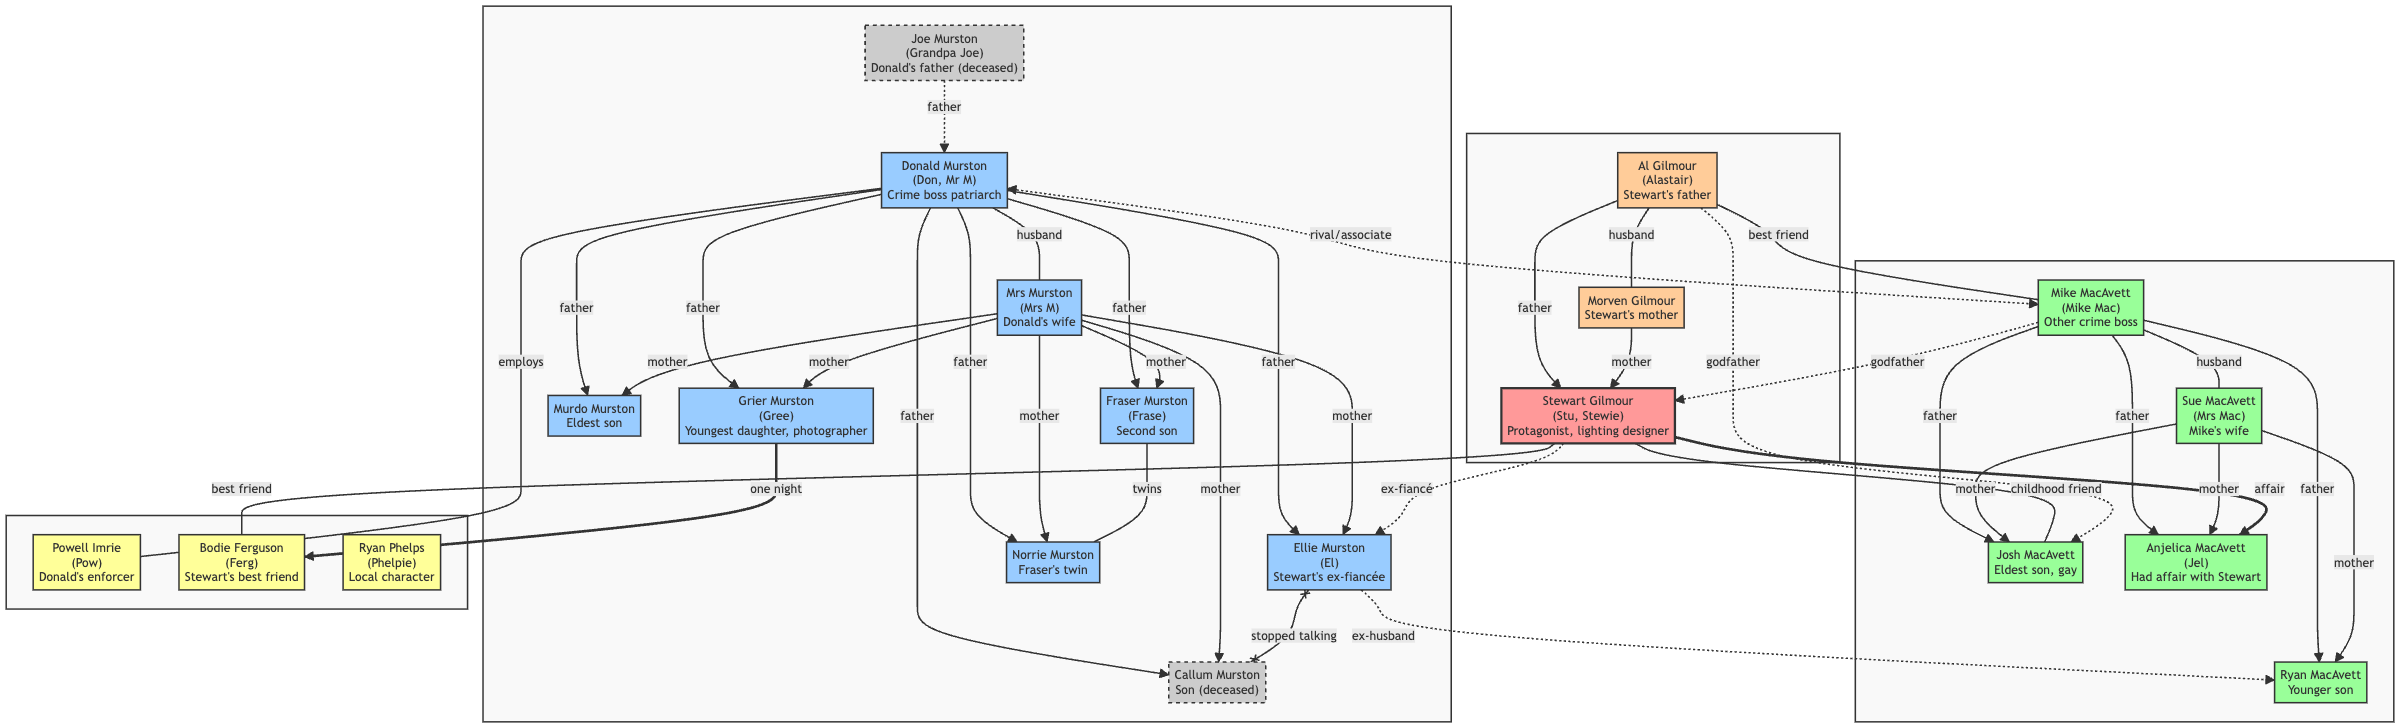 Joe Murston
(Grandpa Joe)
Donald's father (deceased)
father
Donald Murston
(Don, Mr M)
Crime boss patriarch
Al Gilmour
(Alastair)
Stewart's father
husband
rival/associate
husband
best friend
Mrs Murston
(Mrs M)
Donald's wife
Morven Gilmour
Stewart's mother
Mike MacAvett
(Mike Mac)
Other crime boss
father
father
father
father
employs
mother
mother
father
mother
father
mother
godfather
godfather
husband
Murdo Murston
Eldest son
Grier Murston
(Gree)
Youngest daughter, photographer
father
mother
Fraser Murston
(Frase)
Second son
mother
Stewart Gilmour
(Stu, Stewie)
Protagonist, lighting designer
father
father
Sue MacAvett
(Mrs Mac)
Mike's wife
best friend
one night
twins
mother
ex-fiancé
mother
childhood friend
mother
affair
father
Powell Imrie
(Pow)
Donald's enforcer
Bodie Ferguson
(Ferg)
Stewart's best friend
Ryan Phelps
(Phelpie)
Local character
Norrie Murston
Fraser's twin
Ellie Murston
(El)
Stewart's ex-fiancée
Josh MacAvett
Eldest son, gay
Anjelica MacAvett
(Jel)
Had affair with Stewart
mother
stopped talking
ex-husband
Callum Murston
Son (deceased)
Ryan MacAvett
Younger son